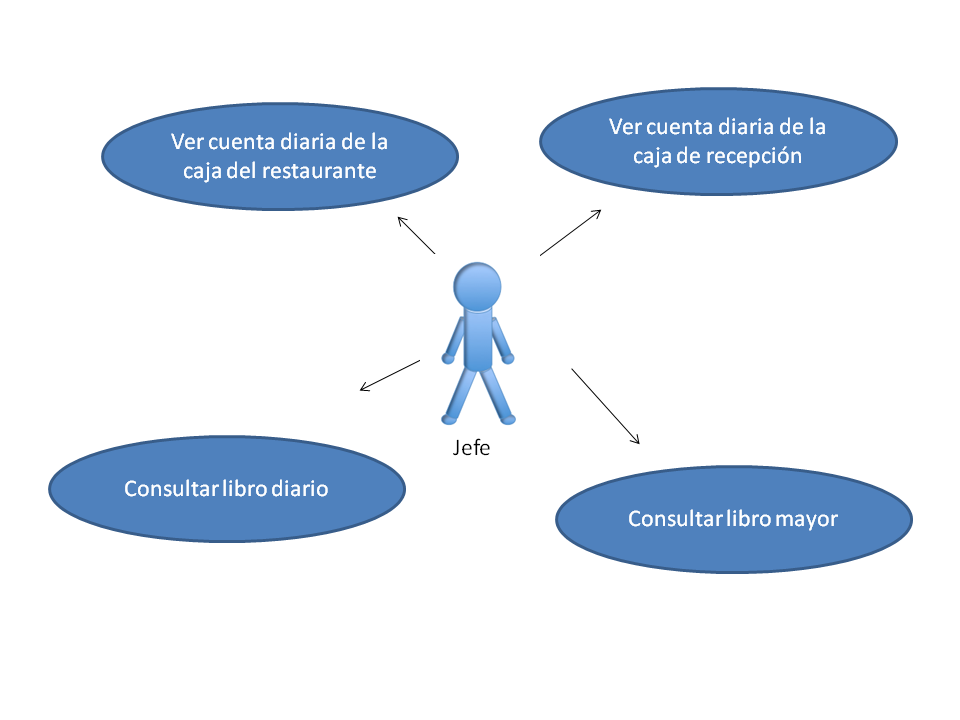 Ver cuenta diaria de la
caja del restaurante
Ver cuenta diaria de la
caja de recepción
Jefe
Consultar libro diario
Consultar libro mayor